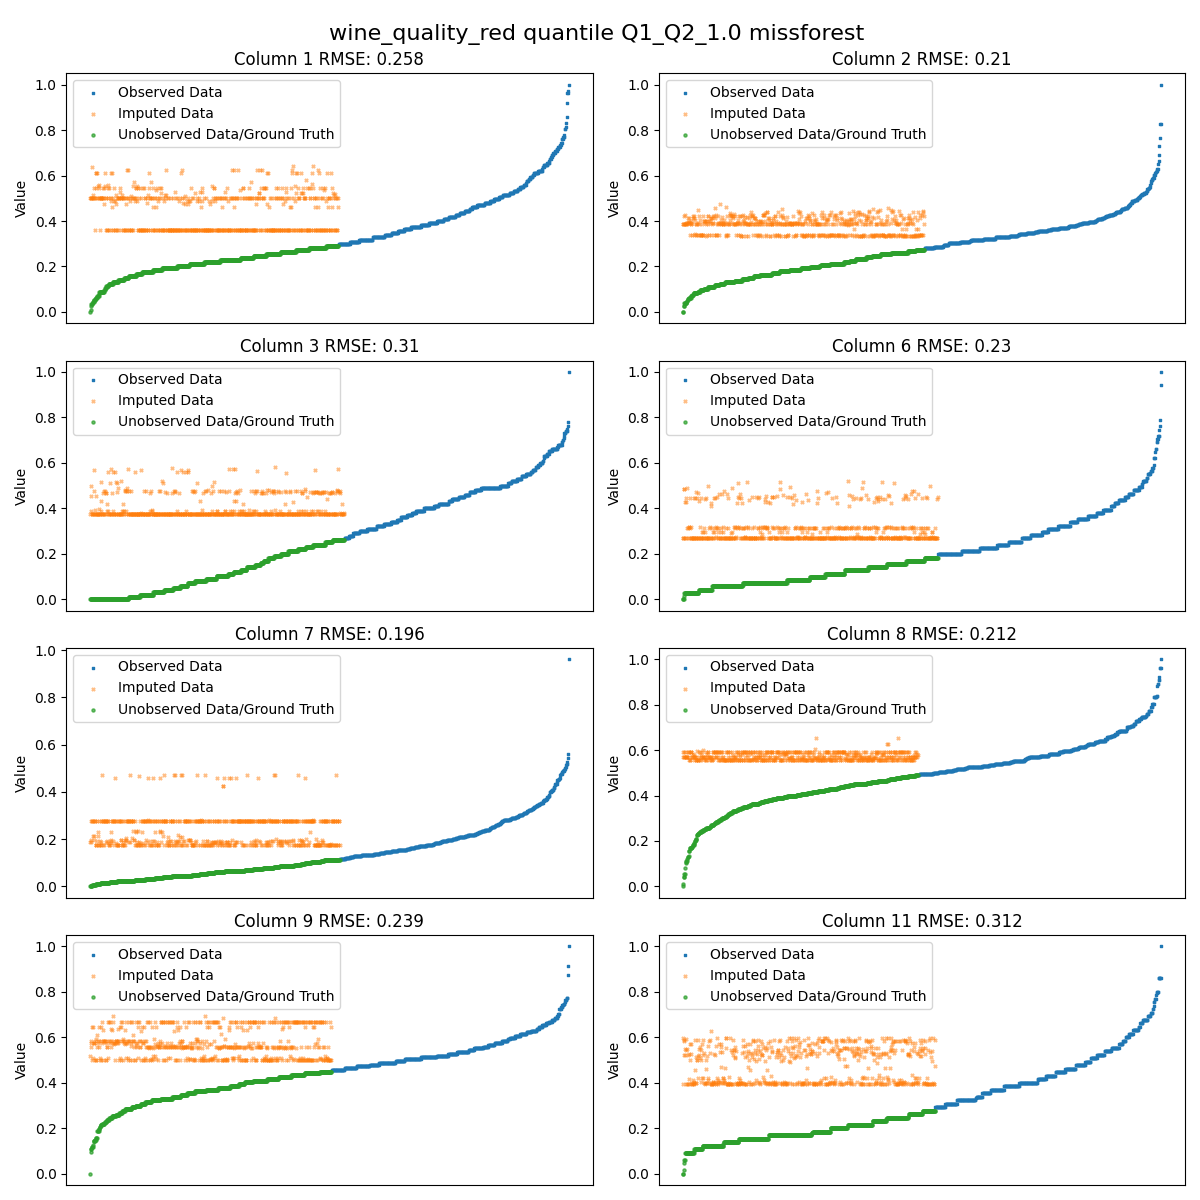 wine_quality_red quantile Q1_Q2_1.0 missforest
Column 1 RMSE: 0.258
Value
1.0
0.8
0.6
0.4
0.2
0.0
Observed Data
Imputed Data
Unobserved Data/Ground Truth
Column 2 RMSE: 0.21
Value
1.0
0.8
0.6
0.4
0.2
0.0
Observed Data
Imputed Data
Unobserved Data/Ground Truth
Column 3 RMSE: 0.31
Value
1.0
0.8
0.6
0.4
0.2
0.0
Observed Data
Imputed Data
Unobserved Data/Ground Truth
Column 6 RMSE: 0.23
Value
1.0
0.8
0.6
0.4
0.2
0.0
Observed Data
Imputed Data
Unobserved Data/Ground Truth
Column 7 RMSE: 0.196
Value
1.0
0.8
0.6
0.4
0.2
0.0
Observed Data
Imputed Data
Unobserved Data/Ground Truth
Column 8 RMSE: 0.212
Value
1.0
0.8
0.6
0.4
0.2
0.0
Observed Data
Imputed Data
Unobserved Data/Ground Truth
Column 9 RMSE: 0.239
Value
1.0
0.8
0.6
0.4
0.2
0.0
Observed Data
Imputed Data
Unobserved Data/Ground Truth
Column 11 RMSE: 0.312
Value
1.0
0.8
0.6
0.4
0.2
0.0
Observed Data
Imputed Data
Unobserved Data/Ground Truth